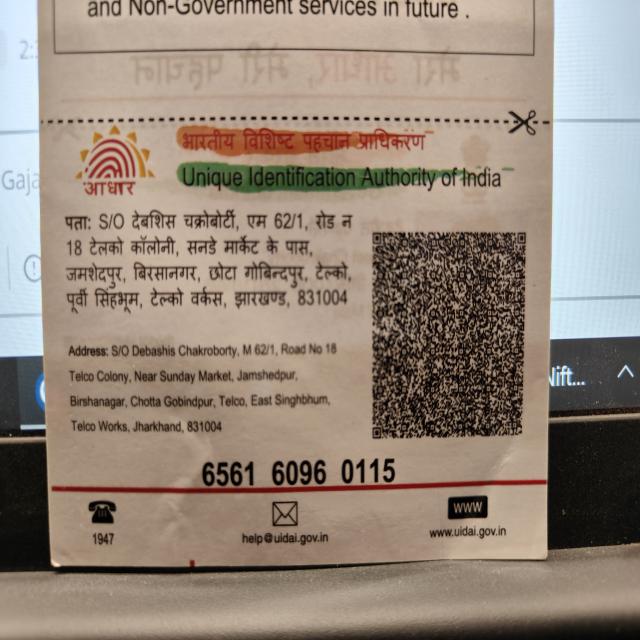 and Non-Government services in future .
मेरा आधार, मेरी पहचान
भारतीय विशिष्ट पहचान प्राधिकरण
Unique Identification Authority of India
आधार
पता: S/O देबशिस चक्रोबोर्टी, एम 62/1, रोड न
18 टेलको कॉलोनी, सनडे मार्केट के पास,
जमशेदपुर, बिरसानगर, छोटा गोबिन्दपुर, टेल्को,
पूर्वी सिंहभूम, टेल्को वर्कस, झारखण्ड, 831004
Address: S/O Debashis Chakroborty, M 62/1, Road No 18
Telco Colony, Near Sunday Market, Jamshedpur,
Birshanagar, Chotta Gobindpur, Telco, East Singhbhum,
Telco Works, Jharkhand, 831004
6561 6096 0115
WWW
1947
help@uidai.gov.in
www.uidai.gov.in